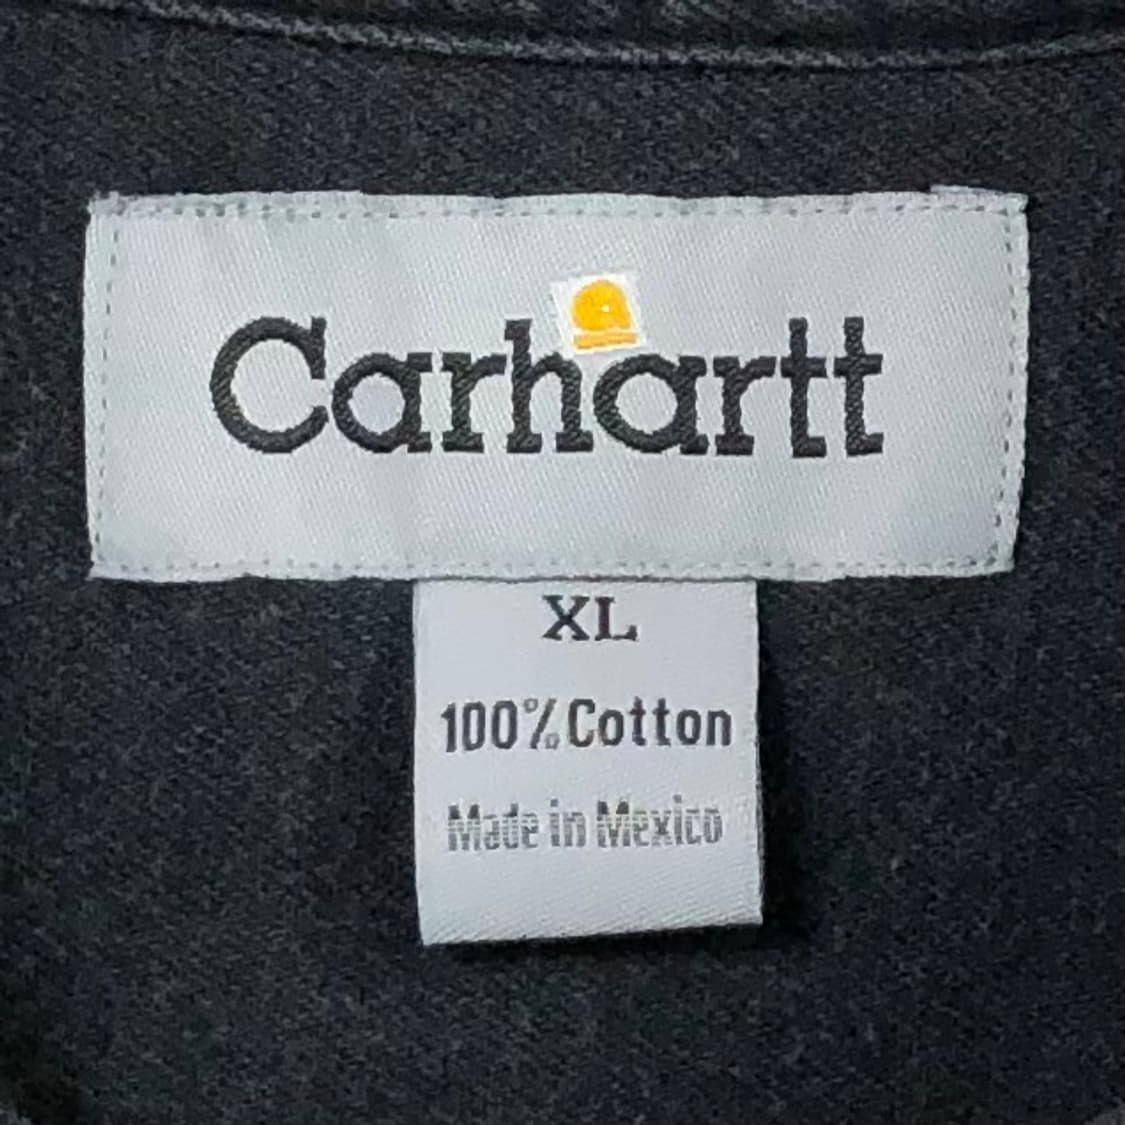 Carhartt
XL
100% Cotton
Made in Mexico